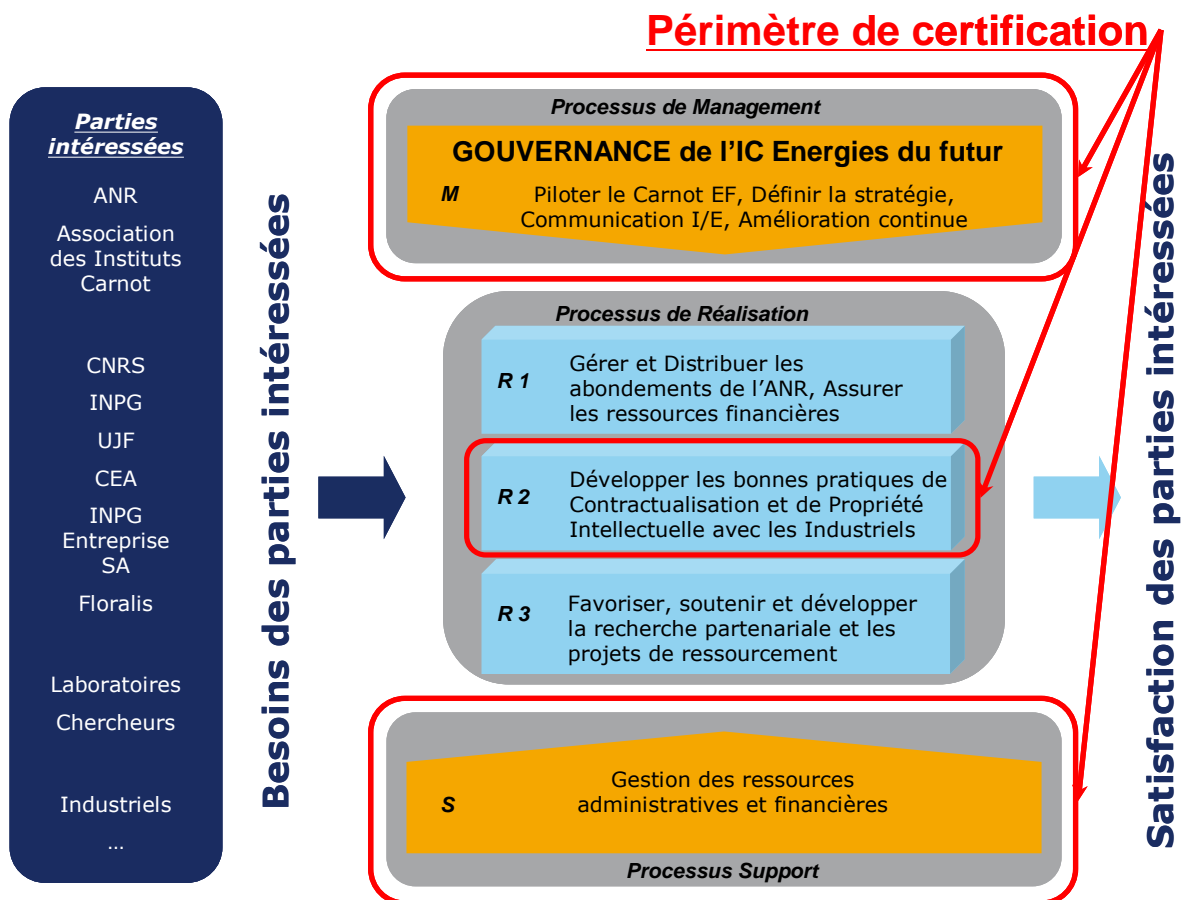 Périmètre de certification
Parties
intéressées
ANR
Association
des Instituts
Carnot
CNRS
INPG
UJF
CEA
INPG
Entreprise
SA
Floralis
Laboratoires
Chercheurs
Industriels
...
Besoins des parties intéressées
Processus de Management
GOUVERNANCE de l'IC Energies du futur
M Piloter le Carnot EF, Définir la stratégie,
Communication I/E, Amélioration continue
Processus de Réalisation
R 1 Gérer et Distribuer les
abondements de l'ANR, Assurer
les ressources financières
R 2 Développer les bonnes pratiques de
Contractualisation et de Propriété
Intellectuelle avec les Industriels
R 3 Favoriser, soutenir et développer
la recherche partenariale et les
projets de ressourcement
S Gestion des ressources
administratives et financières
Processus Support
Satisfaction des parties intéressées